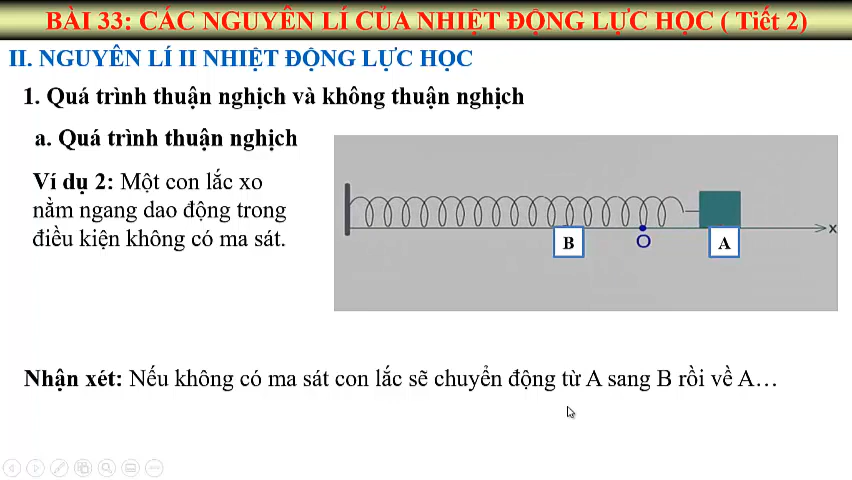 BÀI 33: CÁC NGUYÊN LÍ CỦA NHIỆT ĐỘNG LỰC HỌC ( Tiết 2)
II. NGUYÊN LÍ II NHIỆT ĐỘNG LỰC HỌC
1. Quá trình thuận nghịch và không thuận nghịch
a. Quá trình thuận nghịch
Ví dụ 2: Một con lắc xo
nằm ngang dao động trong
điều kiện không có ma sát.
B
O
A
x
Nhận xét: Nếu không có ma sát con lắc sẽ chuyển động từ A sang B rồi về A…